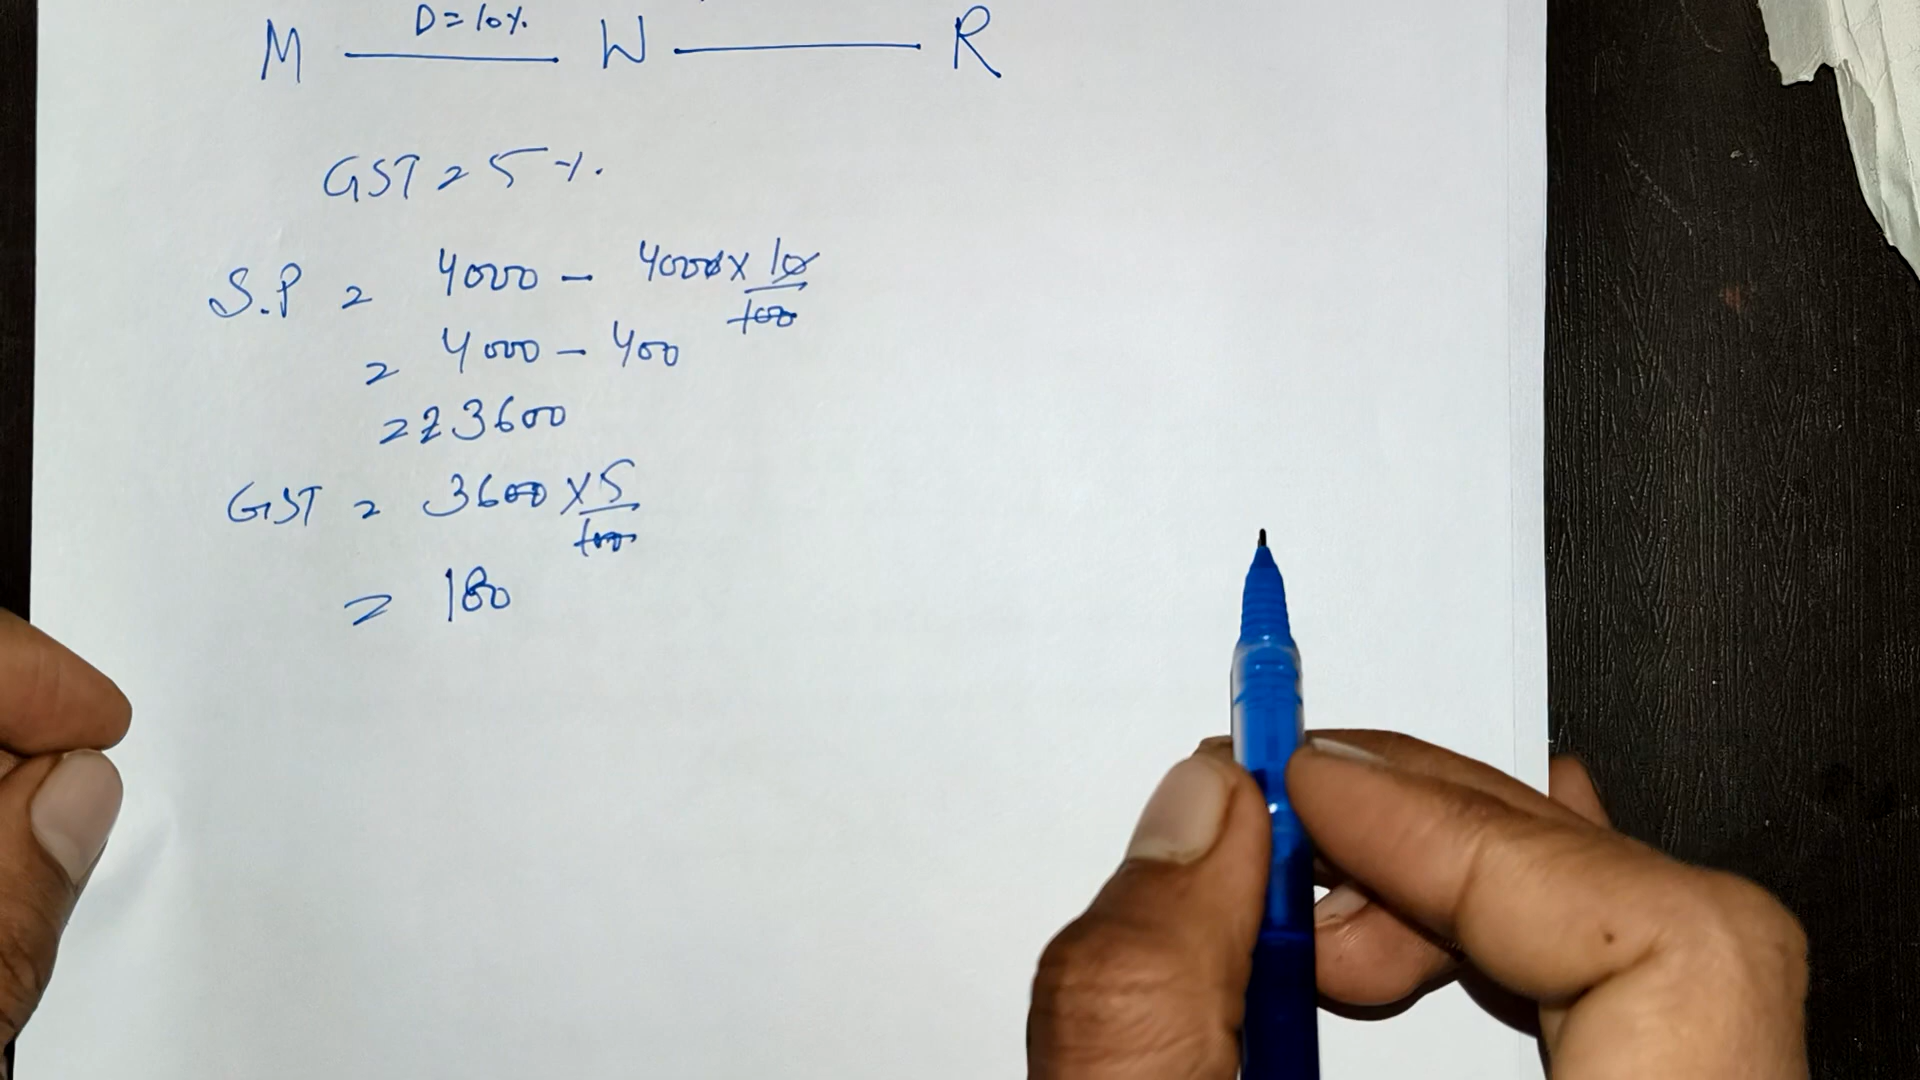 D = 10%
M — W — R
GST = 5%.
S.P = 4000 - 4000 x 10/100
= 4000 - 400
= ₹3600
GST = 3600 x 5/100
= 180